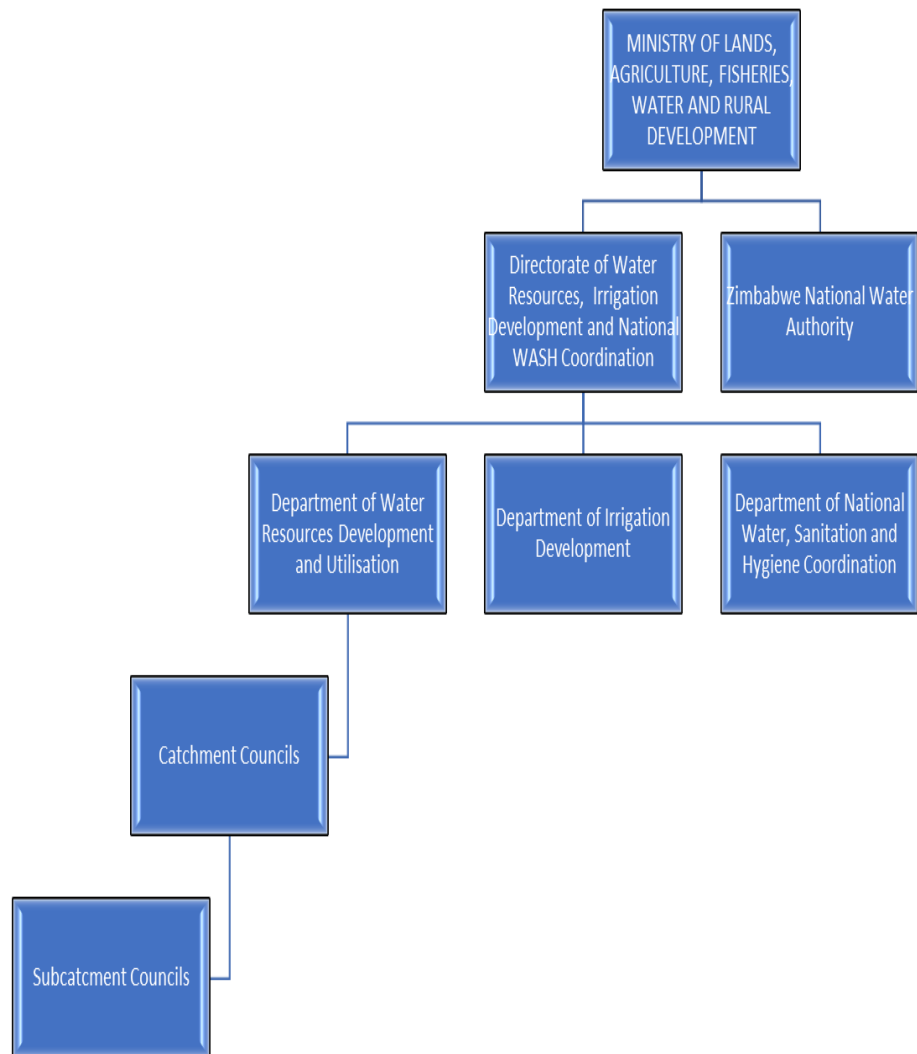 MINISTRY OF LANDS,
AGRICULTURE, FISHERIES,
WATER AND RURAL
DEVELOPMENT
Directorate of Water
Resources, Irrigation
Development and National
WASH Coordination
Zimbabwe National Water
Authority
Department of Water
Resources Development
and Utilisation
Department of Irrigation
Development
Department of National
Water, Sanitation and
Hygiene Coordination
Catchment Councils
Subcatcment Councils